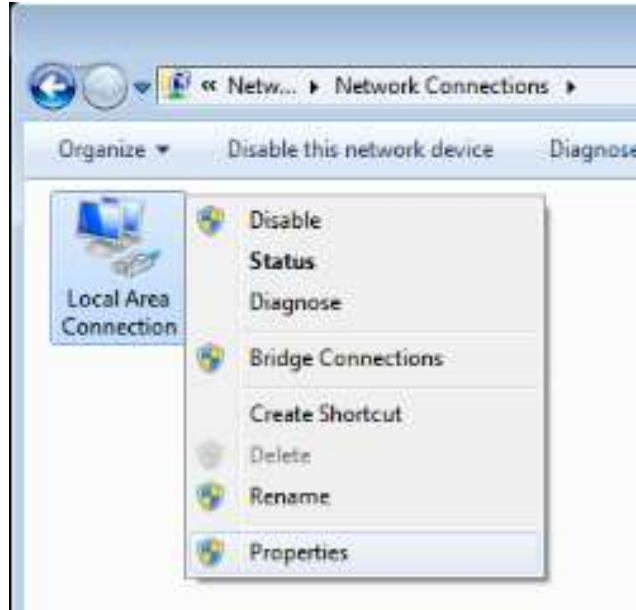 « Netw... ▸ Network Connections ▸
Organize ▾ Disable this network device Diagnose
Local Area
Connection
Disable
Status
Diagnose
Bridge Connections
Create Shortcut
Delete
Rename
Properties